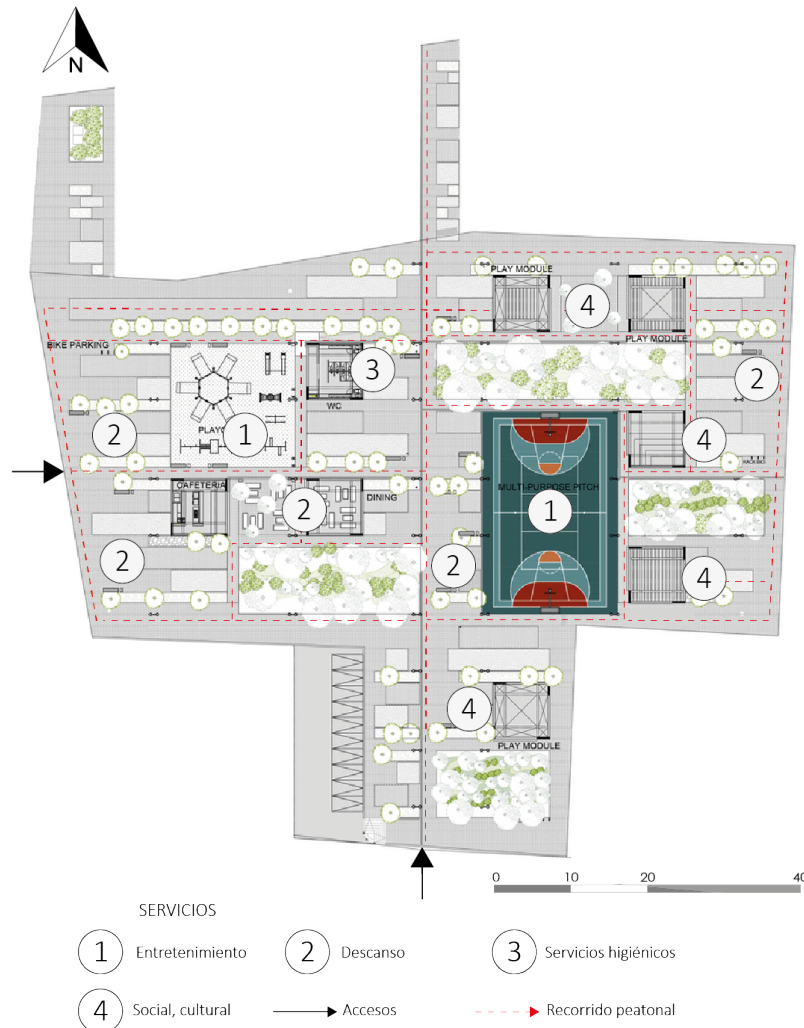 N
PLAY MODULE
4
PLAY MODULE
BIKE PARKING
3
2
WC
1
2
4
CAFETERIA
DINING
MULTI-PURPOSE PITCH
2
1
2
2
4
4
PLAY MODULE
0 10 20 40
SERVICIOS
1 Entretenimiento 2 Descanso 3 Servicios higiénicos
4 Social, cultural Accesos Recorrido peatonal